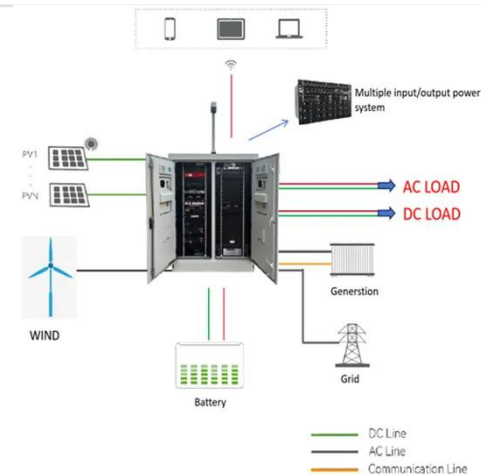 Multiple input/output power
system
PV1
PVN
AC LOAD
DC LOAD
WIND
Generstion
Grid
Battery
DC Line
AC Line
Communication Line